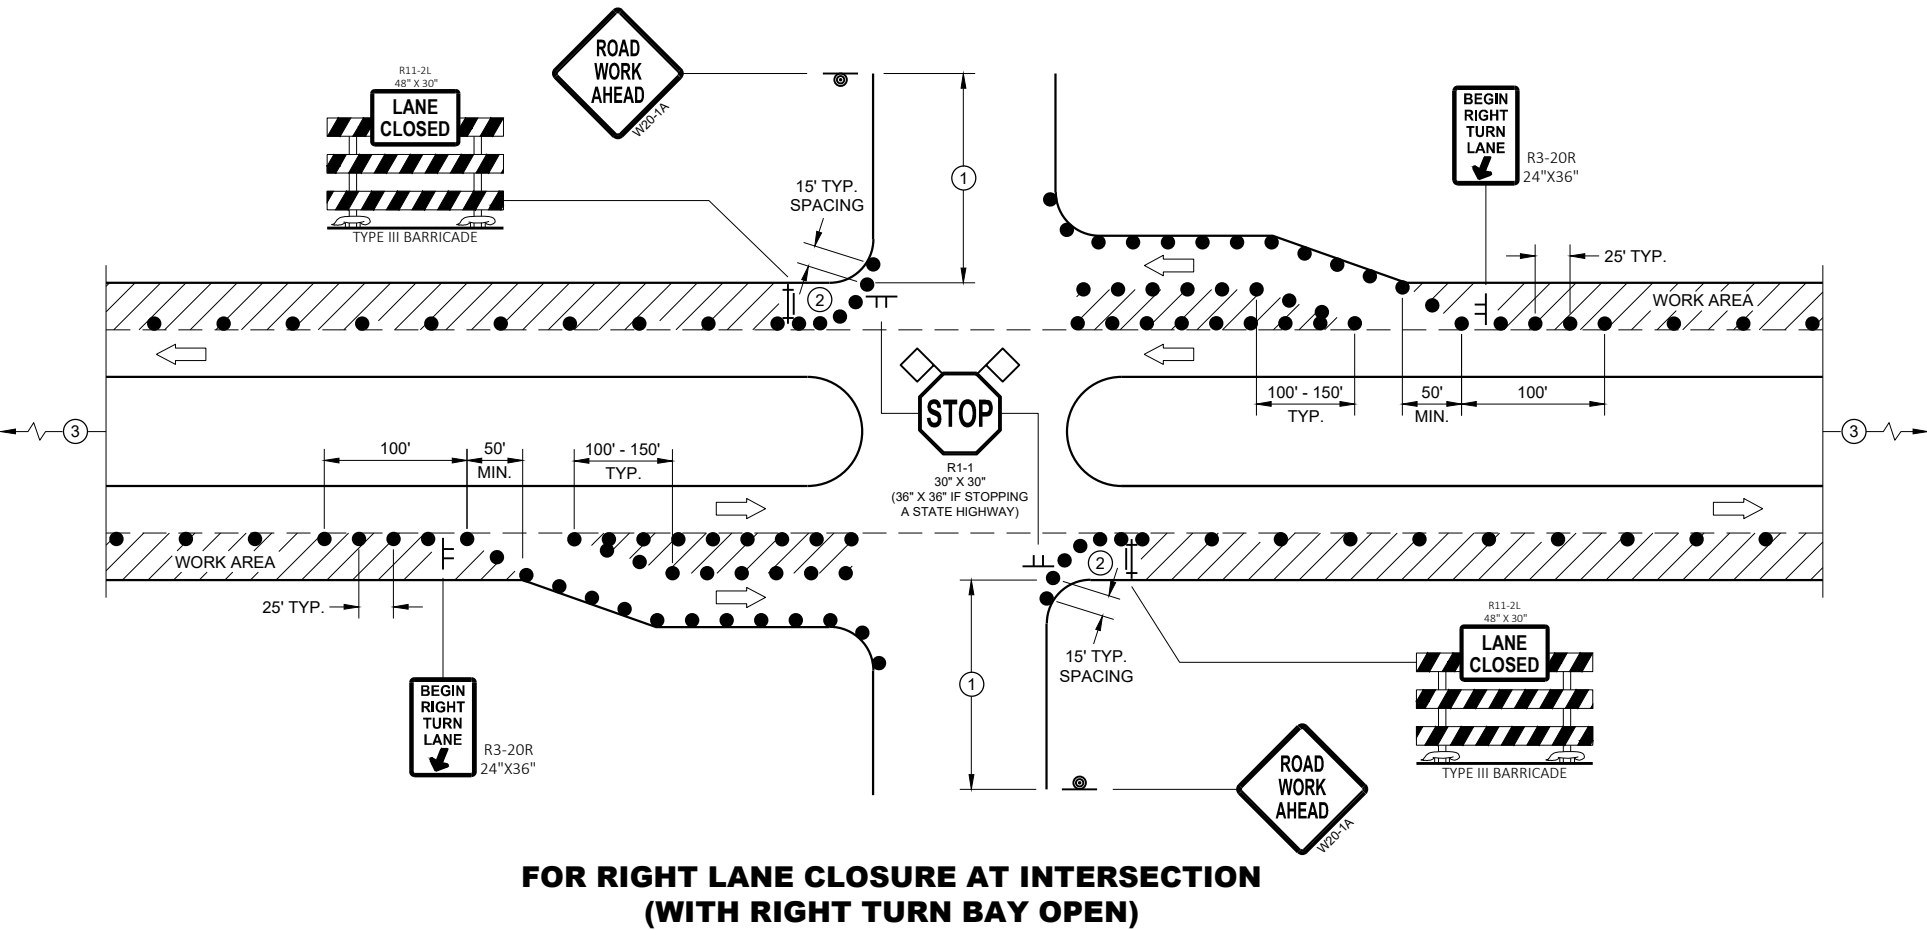 ROAD
WORK
AHEAD
W20-1A
R11-2L
48" X 30"
LANE
CLOSED
TYPE III BARRICADE
15' TYP.
SPACING
1
2
BEGIN
RIGHT
TURN
LANE
R3-20R
24"X36"
25' TYP.
WORK AREA
100' - 150'
TYP.
50'
MIN.
100'
3
3
STOP
R1-1
30" X 30"
(36" X 36" IF STOPPING
A STATE HIGHWAY)
100'
50'
MIN.
100' - 150'
TYP.
WORK AREA
25' TYP.
BEGIN
RIGHT
TURN
LANE
R3-20R
24"X36"
2
15' TYP.
SPACING
1
R11-2L
48" X 30"
LANE
CLOSED
TYPE III BARRICADE
ROAD
WORK
AHEAD
W20-1A
FOR RIGHT LANE CLOSURE AT INTERSECTION
(WITH RIGHT TURN BAY OPEN)